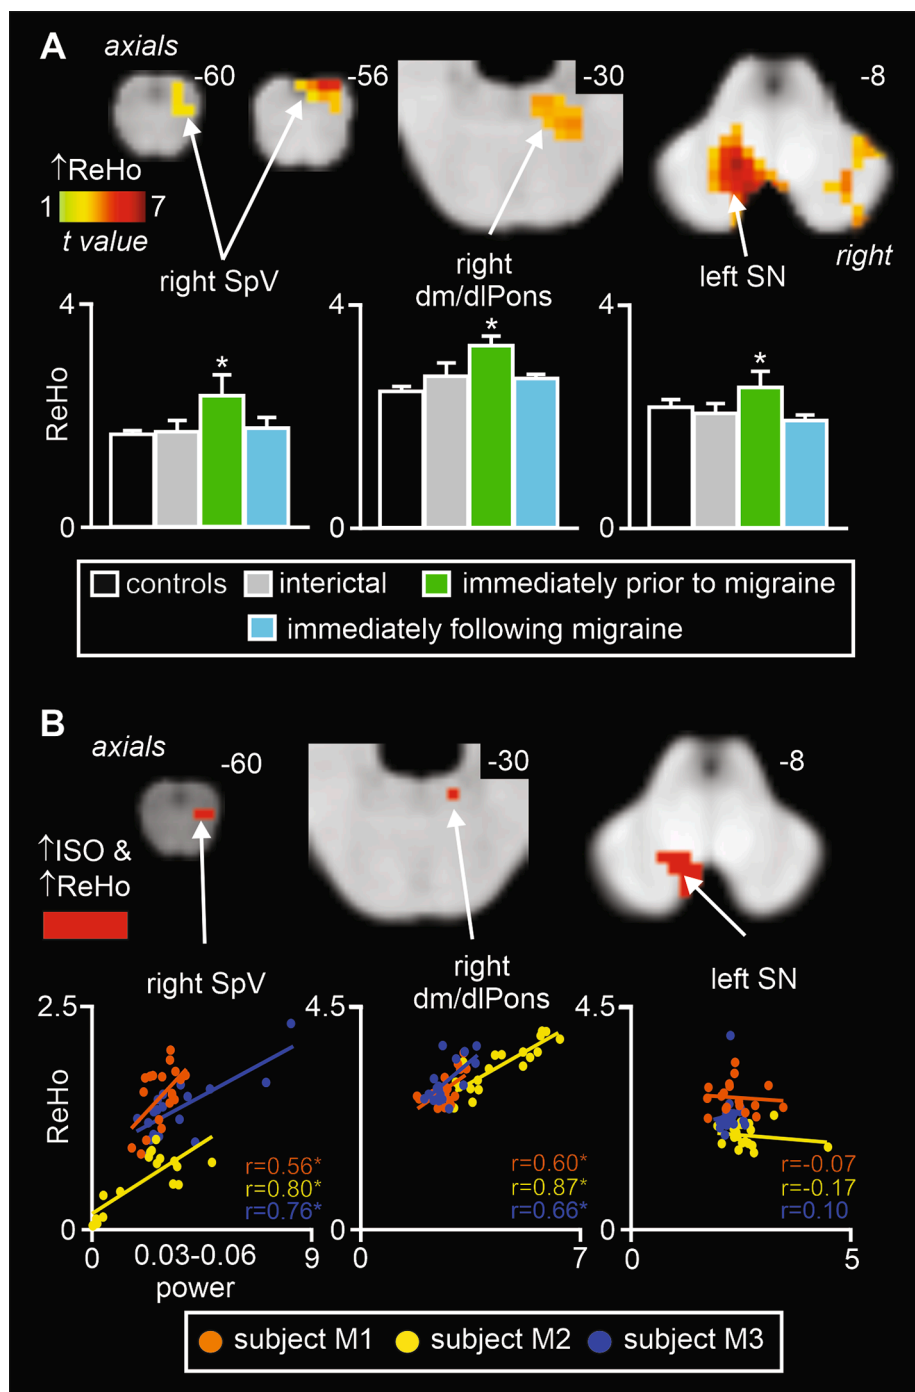 A
axials
-60
-56
-30
-8
↑ReHo
1 7
t value
right SpV
right
dm/dlPons
left SN
right
4
ReHo
0
*
4
0
*
4
0
*
controls interictal immediately prior to migraine
immediately following migraine
B
axials
-60
-30
-8
↑ISO &
↑ReHo
right SpV
right
dm/dlPons
left SN
2.5
ReHo
0
r=0.56*
r=0.80*
r=0.76*
0 9
0.03-0.06
power
4.5
0
r=0.60*
r=0.87*
r=0.66*
0 7
4.5
0
r=-0.07
r=-0.17
r=0.10
0 5
subject M1 subject M2 subject M3